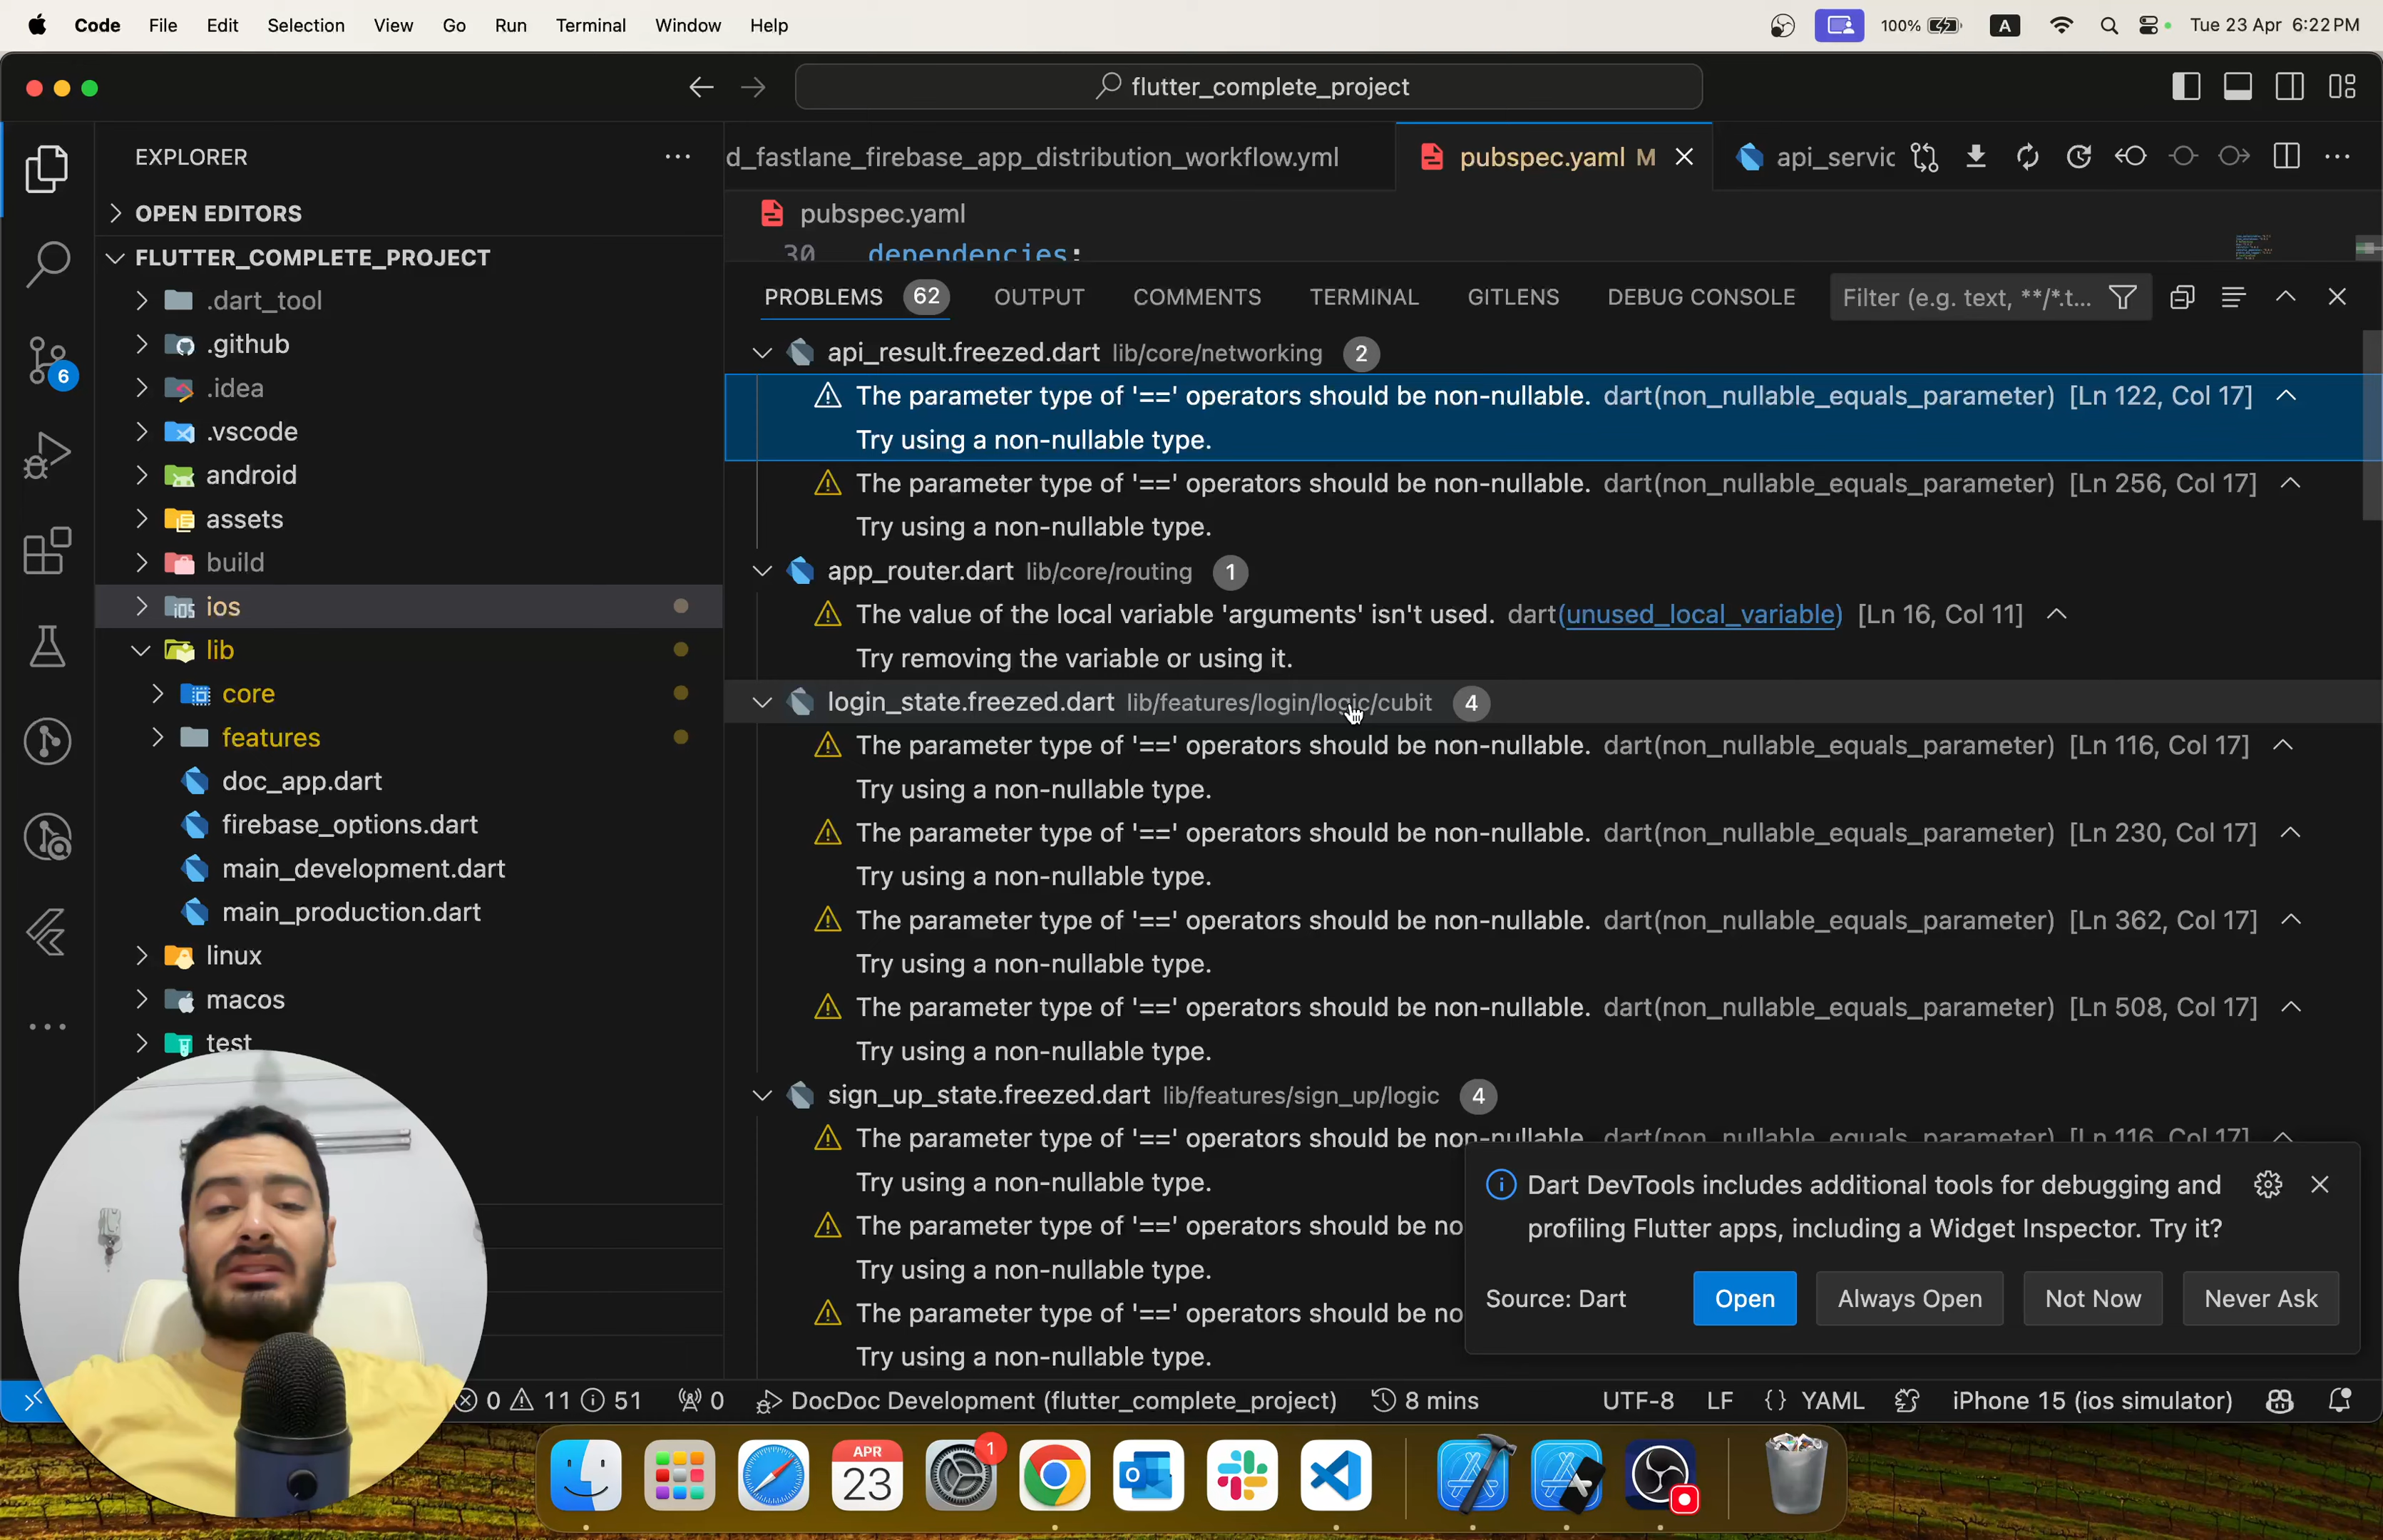 Code File Edit Selection View Go Run Terminal Window Help
100% A Tue 23 Apr 6:22 PM
flutter_complete_project
EXPLORER
OPEN EDITORS
FLUTTER_COMPLETE_PROJECT
.dart_tool
.github
.idea
.vscode
android
assets
build
ios
lib
core
features
doc_app.dart
firebase_options.dart
main_development.dart
main_production.dart
linux
macos
test
6
d_fastlane_firebase_app_distribution_workflow.yml pubspec.yaml M api_servic
pubspec.yaml
30 dependencies:
PROBLEMS 62 OUTPUT COMMENTS TERMINAL GITLENS DEBUG CONSOLE Filter (e.g. text, **/*.t...
api_result.freezed.dart lib/core/networking 2
The parameter type of '==' operators should be non-nullable. dart(non_nullable_equals_parameter) [Ln 122, Col 17]
Try using a non-nullable type.
The parameter type of '==' operators should be non-nullable. dart(non_nullable_equals_parameter) [Ln 256, Col 17]
Try using a non-nullable type.
app_router.dart lib/core/routing 1
The value of the local variable 'arguments' isn't used. dart(unused_local_variable) [Ln 16, Col 11]
Try removing the variable or using it.
login_state.freezed.dart lib/features/login/logic/cubit 4
The parameter type of '==' operators should be non-nullable. dart(non_nullable_equals_parameter) [Ln 116, Col 17]
Try using a non-nullable type.
The parameter type of '==' operators should be non-nullable. dart(non_nullable_equals_parameter) [Ln 230, Col 17]
Try using a non-nullable type.
The parameter type of '==' operators should be non-nullable. dart(non_nullable_equals_parameter) [Ln 362, Col 17]
Try using a non-nullable type.
The parameter type of '==' operators should be non-nullable. dart(non_nullable_equals_parameter) [Ln 508, Col 17]
Try using a non-nullable type.
sign_up_state.freezed.dart lib/features/sign_up/logic 4
The parameter type of '==' operators should be non-nullable. dart(non_nullable_equals_parameter) [Ln 116, Col 17]
Try using a non-nullable type.
The parameter type of '==' operators should be no
Try using a non-nullable type.
The parameter type of '==' operators should be no
Try using a non-nullable type.
Dart DevTools includes additional tools for debugging and
profiling Flutter apps, including a Widget Inspector. Try it?
Source: Dart Open Always Open Not Now Never Ask
0 11 51 0 DocDoc Development (flutter_complete_project) 8 mins UTF-8 LF {} YAML iPhone 15 (ios simulator)
APR
23
1